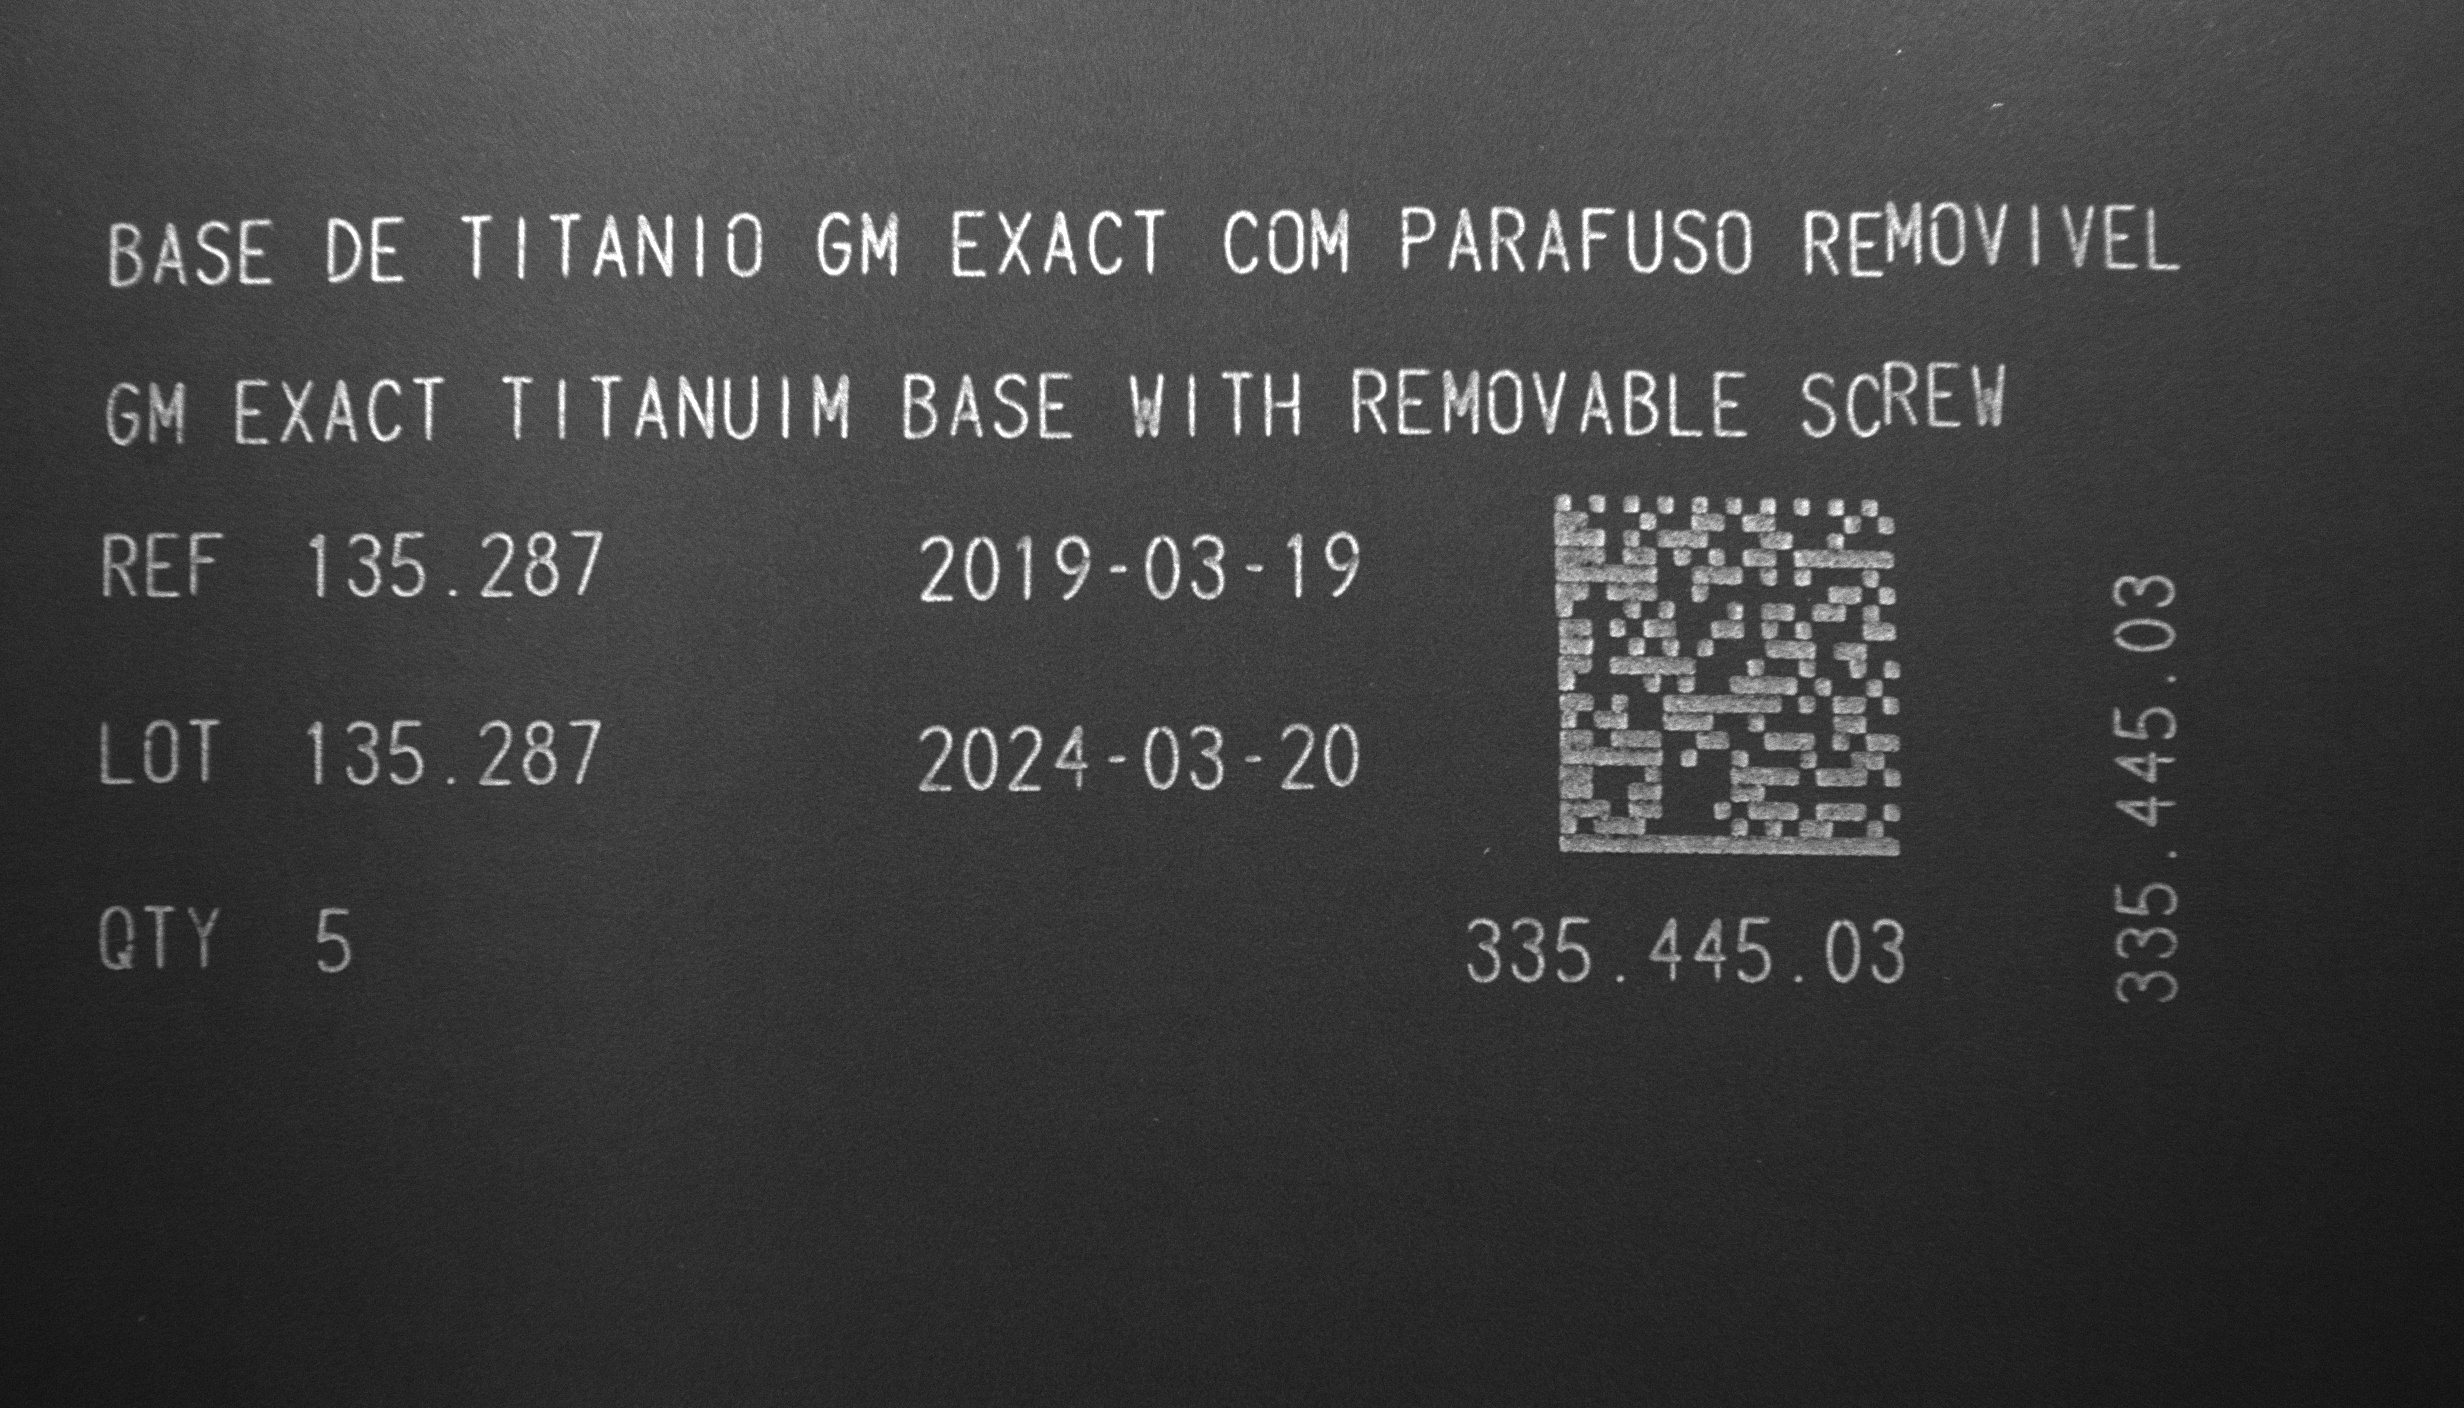 BASE DE TITANIO GM EXACT COM PARAFUSO REMOVIVEL
GM EXACT TITANUIM BASE WITH REMOVABLE SCREW
REF 135.287 2019-03-19
LOT 135.287 2024-03-20
QTY 5
335.445.03
335.445.03